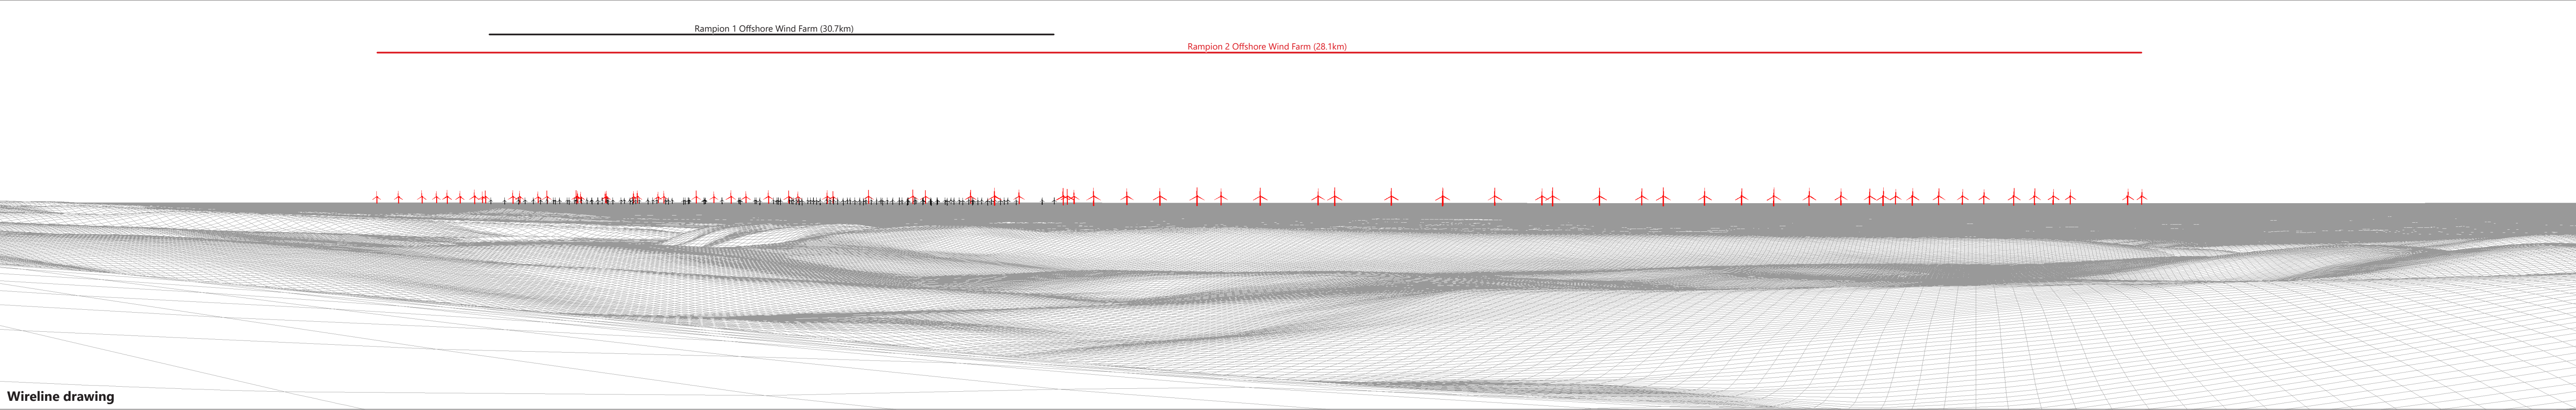 Rampion 1 Offshore Wind Farm (30.7km)
Rampion 2 Offshore Wind Farm (28.1km)
Wireline drawing